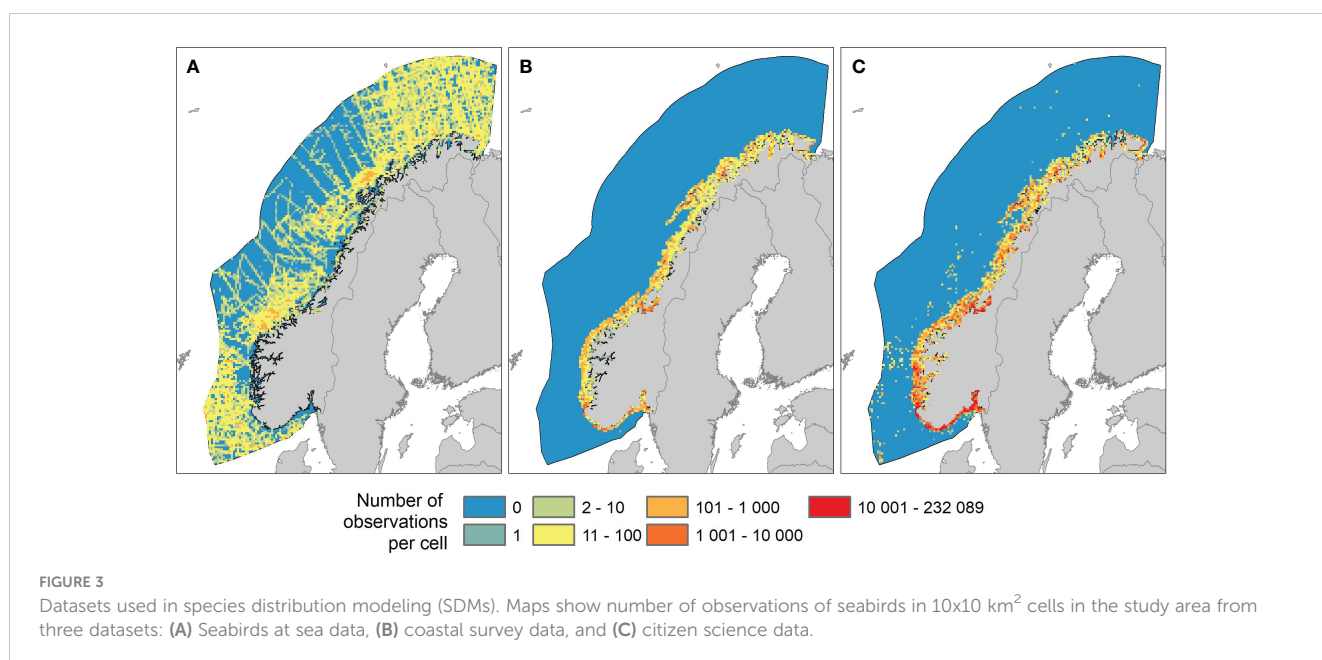 A
B
C
Number of
observations
per cell
0
2 - 10
101 - 1 000
10 001 - 232 089
1
11 - 100
1 001 - 10 000
FIGURE 3
Datasets used in species distribution modeling (SDMs). Maps show number of observations of seabirds in 10x10 km² cells in the study area from
three datasets: (A) Seabirds at sea data, (B) coastal survey data, and (C) citizen science data.